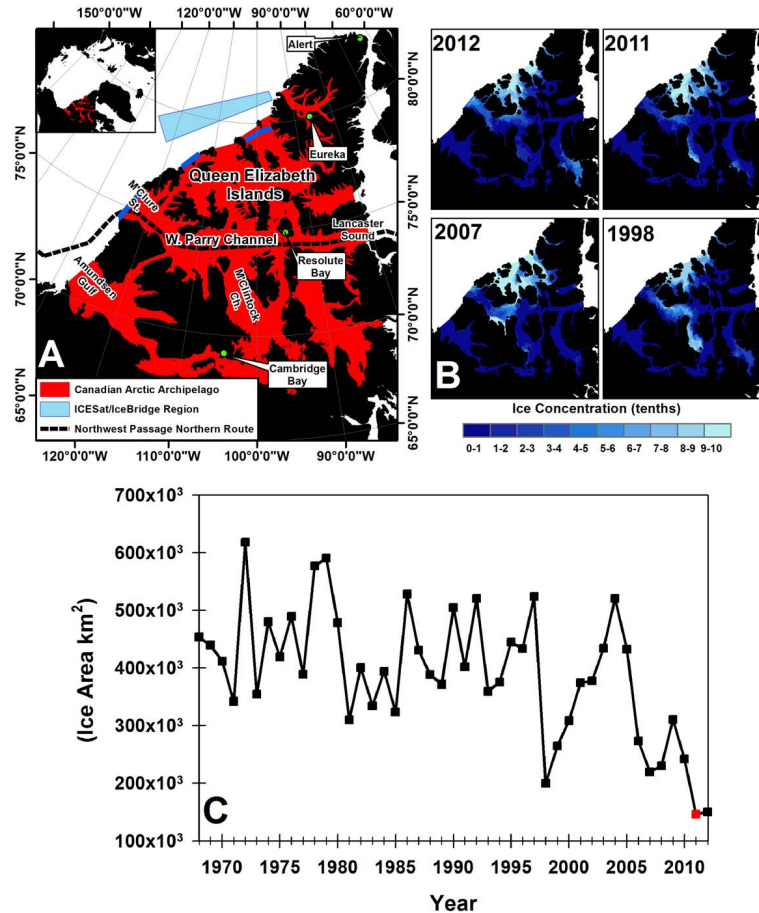 150°0'0"W 120°0'0"W 90°0'0"W 60°0'0"W
Alert
80°0'0"N
75°0'0"N
Eureka
Queen Elizabeth
Islands
M'Clure
St.
75°0'0"N
Lancaster
Sound
W. Parry Channel
Resolute
Bay
Amundsen
Gulf
70°0'0"N
M'Clintock
Ch.
70°0'0"N
A
Cambridge
Bay
65°0'0"N
Canadian Arctic Archipelago
ICESat/IceBridge Region
Northwest Passage Northern Route
65°0'0"N
120°0'0"W 110°0'0"W 100°0'0"W 90°0'0"W
B
2012
2011
2007
1998
Ice Concentration (tenths)
0-1 1-2 2-3 3-4 4-5 5-6 6-7 7-8 8-9 9-10
(Ice Area km²)
700x10³
600x10³
500x10³
400x10³
300x10³
200x10³
100x10³
C
1970 1975 1980 1985 1990 1995 2000 2005 2010
Year